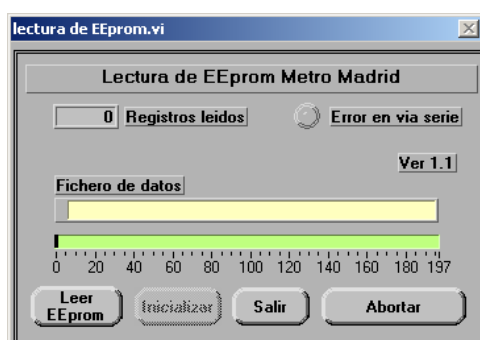 lectura de EEprom.vi
Lectura de EEprom Metro Madrid
0 Registros leidos
Error en via serie
Ver 1.1
Fichero de datos
0 20 40 60 80 100 120 140 160 180 197
Leer EEprom
Inicializar
Salir
Abortar